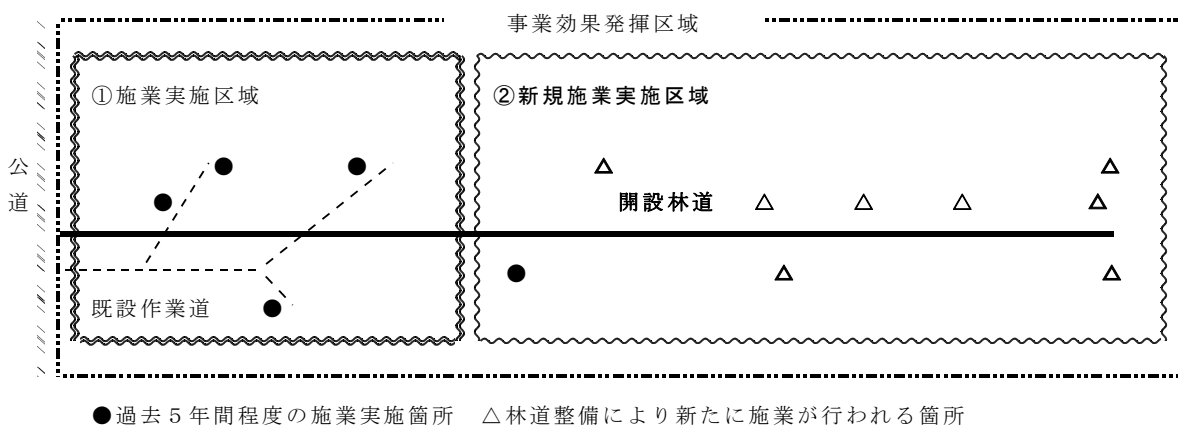 事業効果発揮区域
①施業実施区域
②新規施業実施区域
公道
開設林道
既設作業道
●過去5年間程度の施業実施箇所　△林道整備により新たに施業が行われる箇所